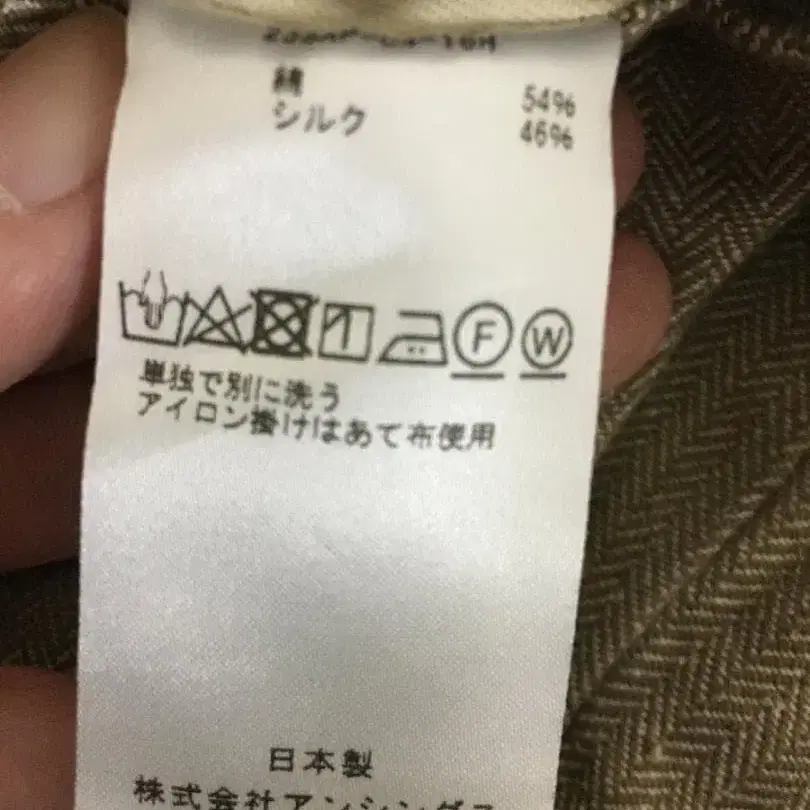 綿 54%
シルク 46%
F W
単独で別に洗う
アイロン掛けはあて布使用
日本製